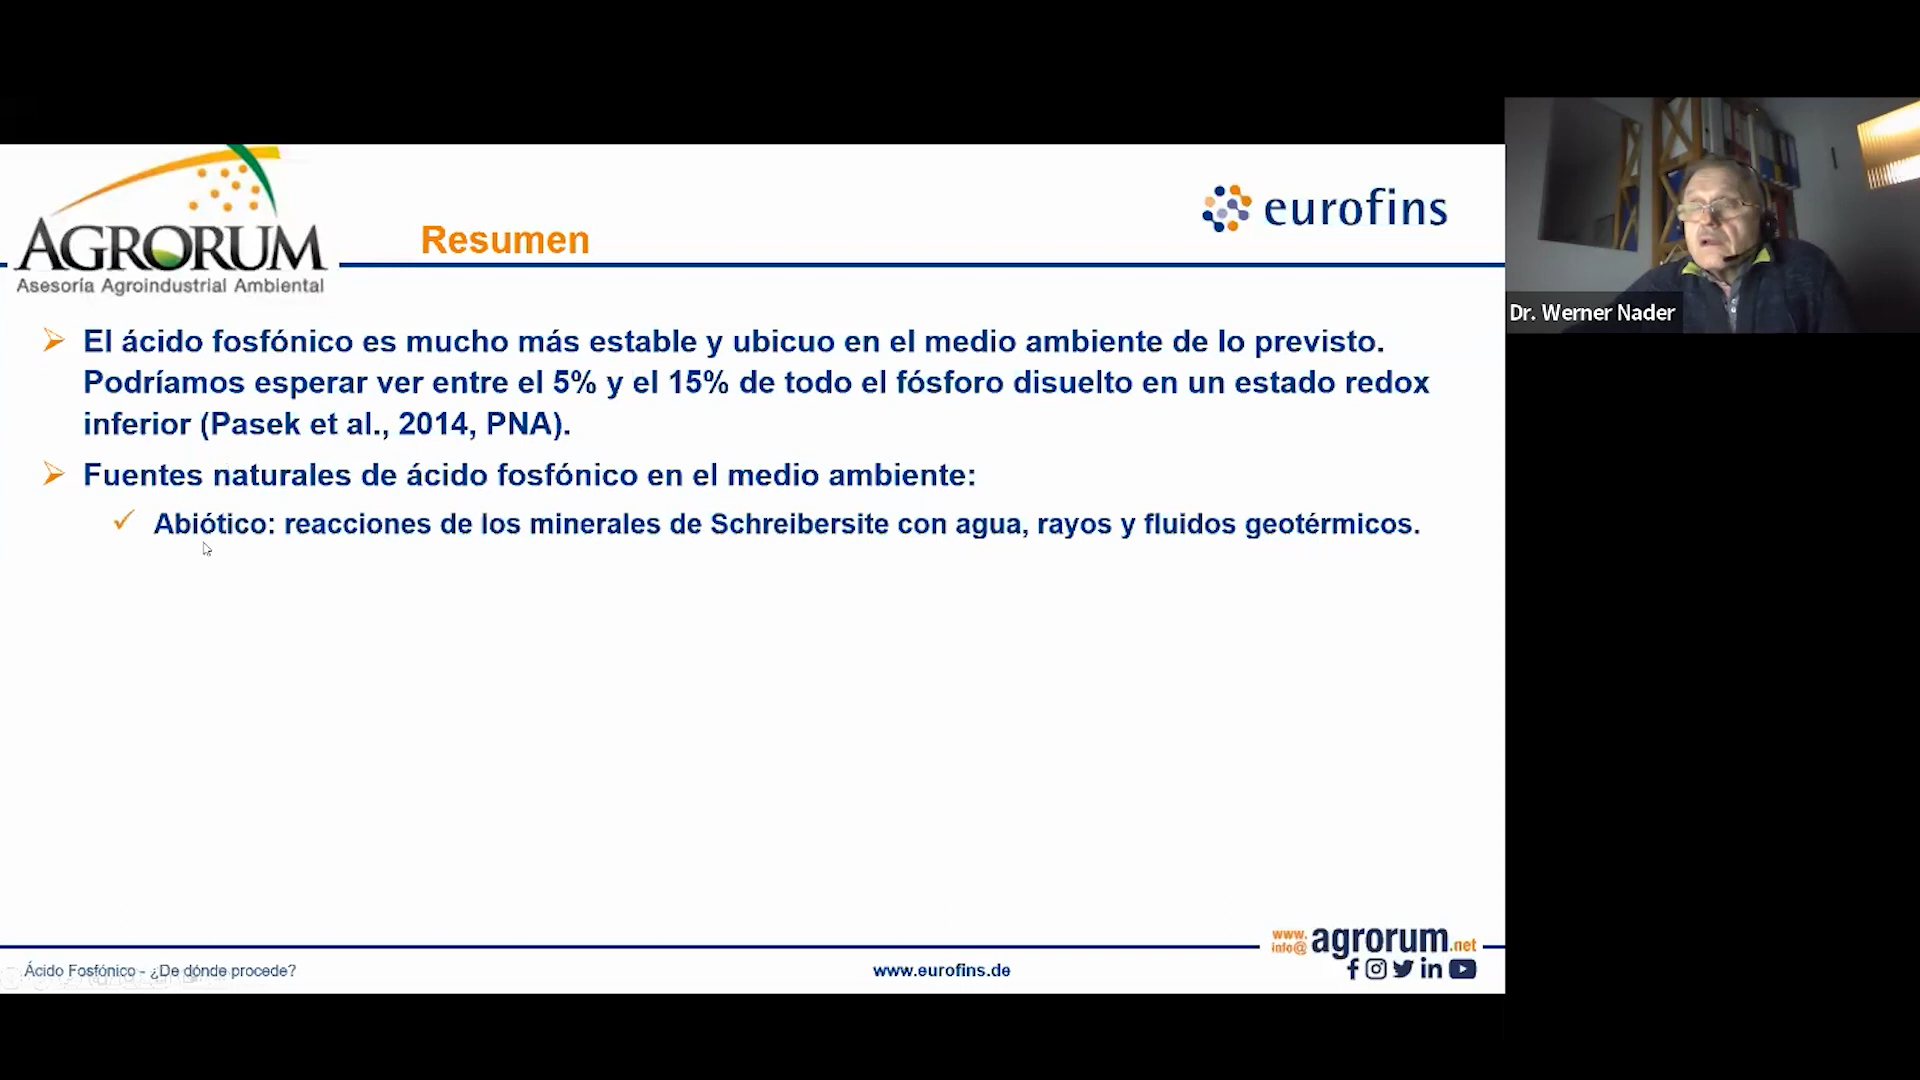 AGRORUM
Asesoría Agroindustrial Ambiental
Resumen
eurofins
Dr. Werner Nader
El ácido fosfónico es mucho más estable y ubicuo en el medio ambiente de lo previsto.
Podríamos esperar ver entre el 5% y el 15% de todo el fósforo disuelto en un estado redox
inferior (Pasek et al., 2014, PNA).
Fuentes naturales de ácido fosfónico en el medio ambiente:
Abiótico: reacciones de los minerales de Schreibersite con agua, rayos y fluidos geotérmicos.
www.
info@
agrorum.net
Ácido Fosfónico - ¿De dónde procede?
www.eurofins.de